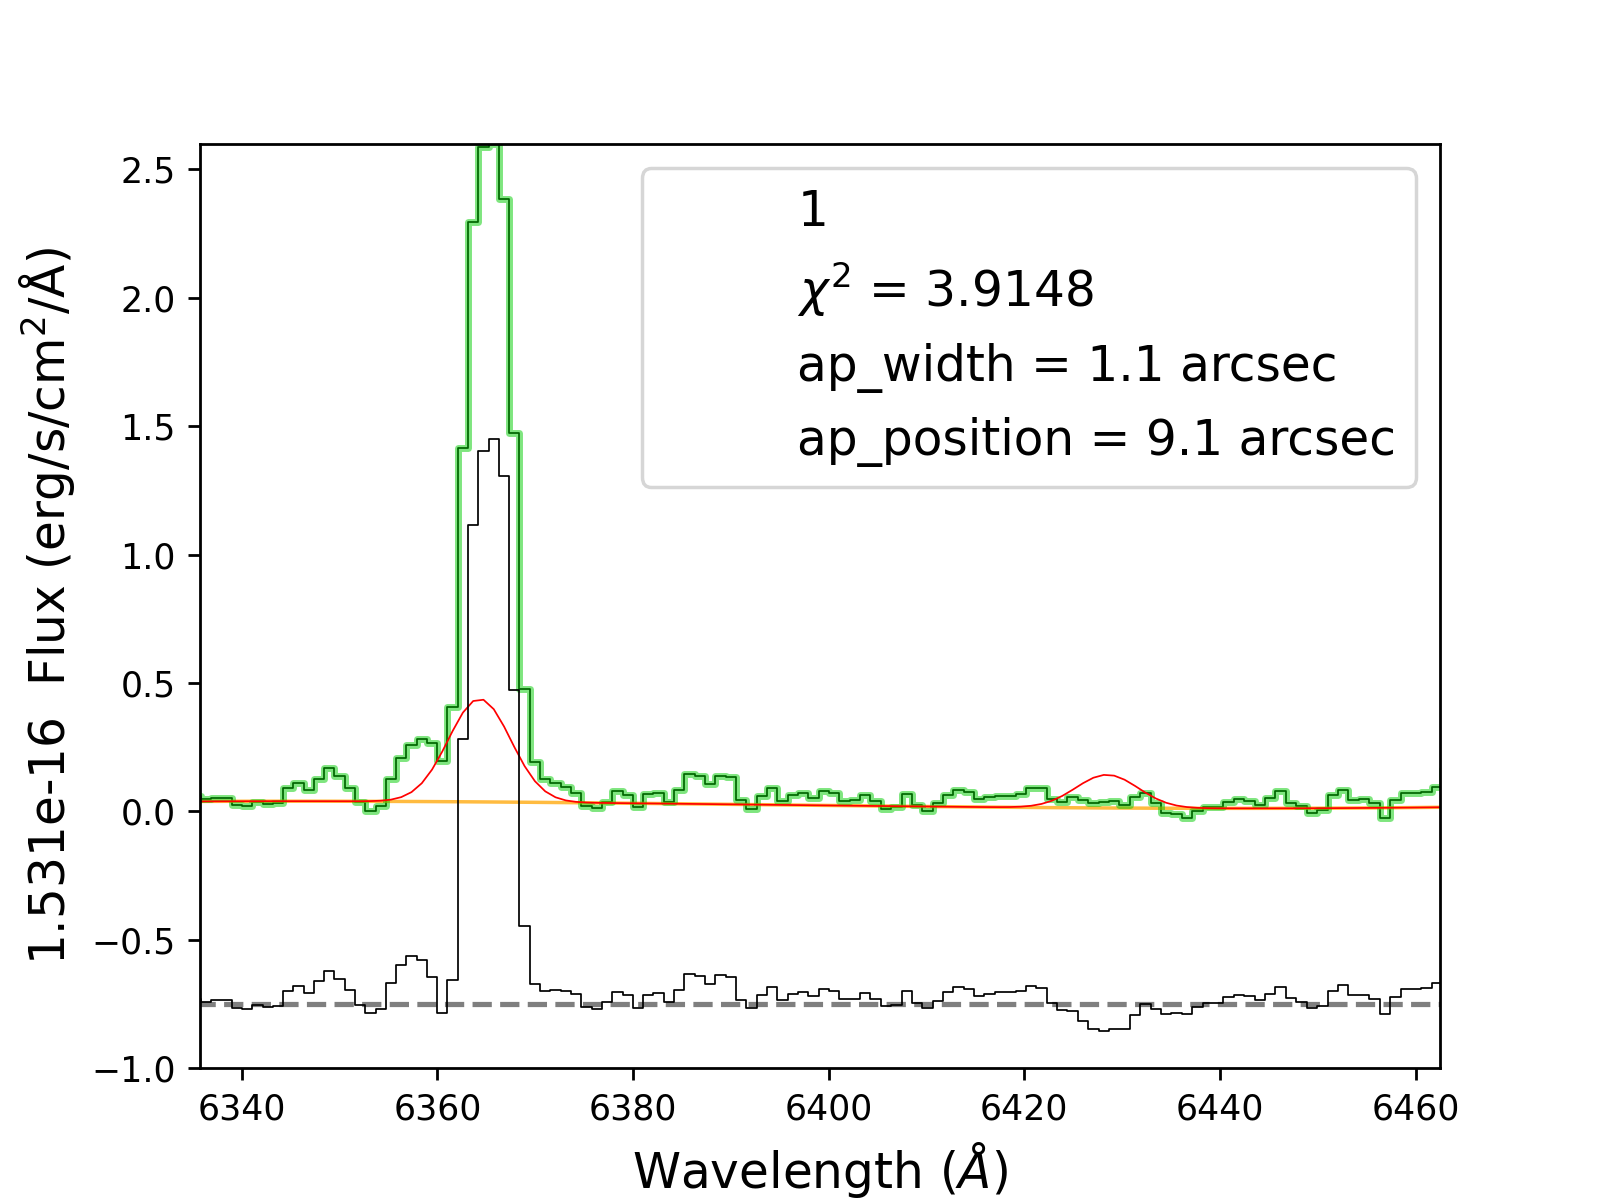 1
χ² = 3.9148
ap_width = 1.1 arcsec
ap_position = 9.1 arcsec
1.531e-16 Flux (erg/s/cm²/Å)
2.5
2.0
1.5
1.0
0.5
0.0
−0.5
−1.0
6340 6360 6380 6400 6420 6440 6460
Wavelength (Å)